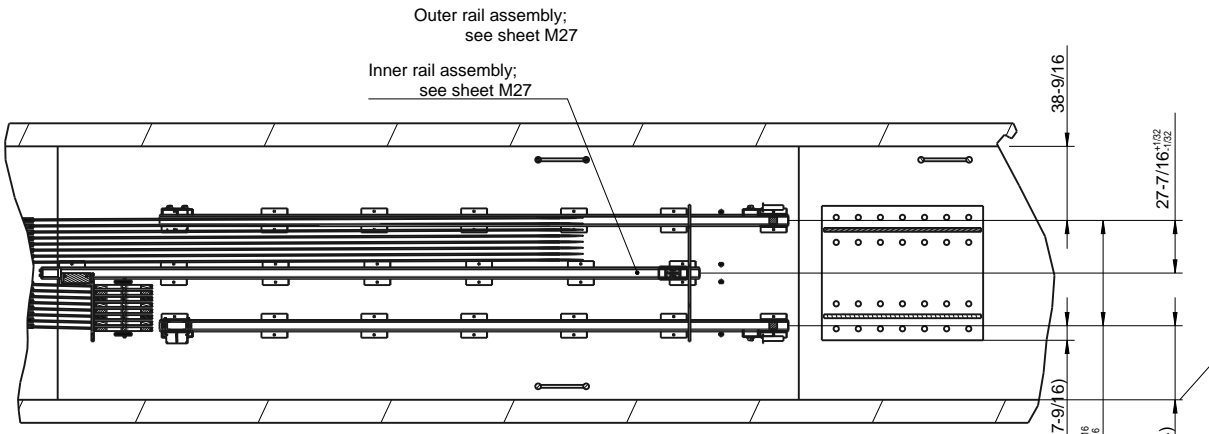 Outer rail assembly;
see sheet M27
Inner rail assembly;
see sheet M27
38-9/16
27-7/16 +1/32 -1/32
7-9/16)